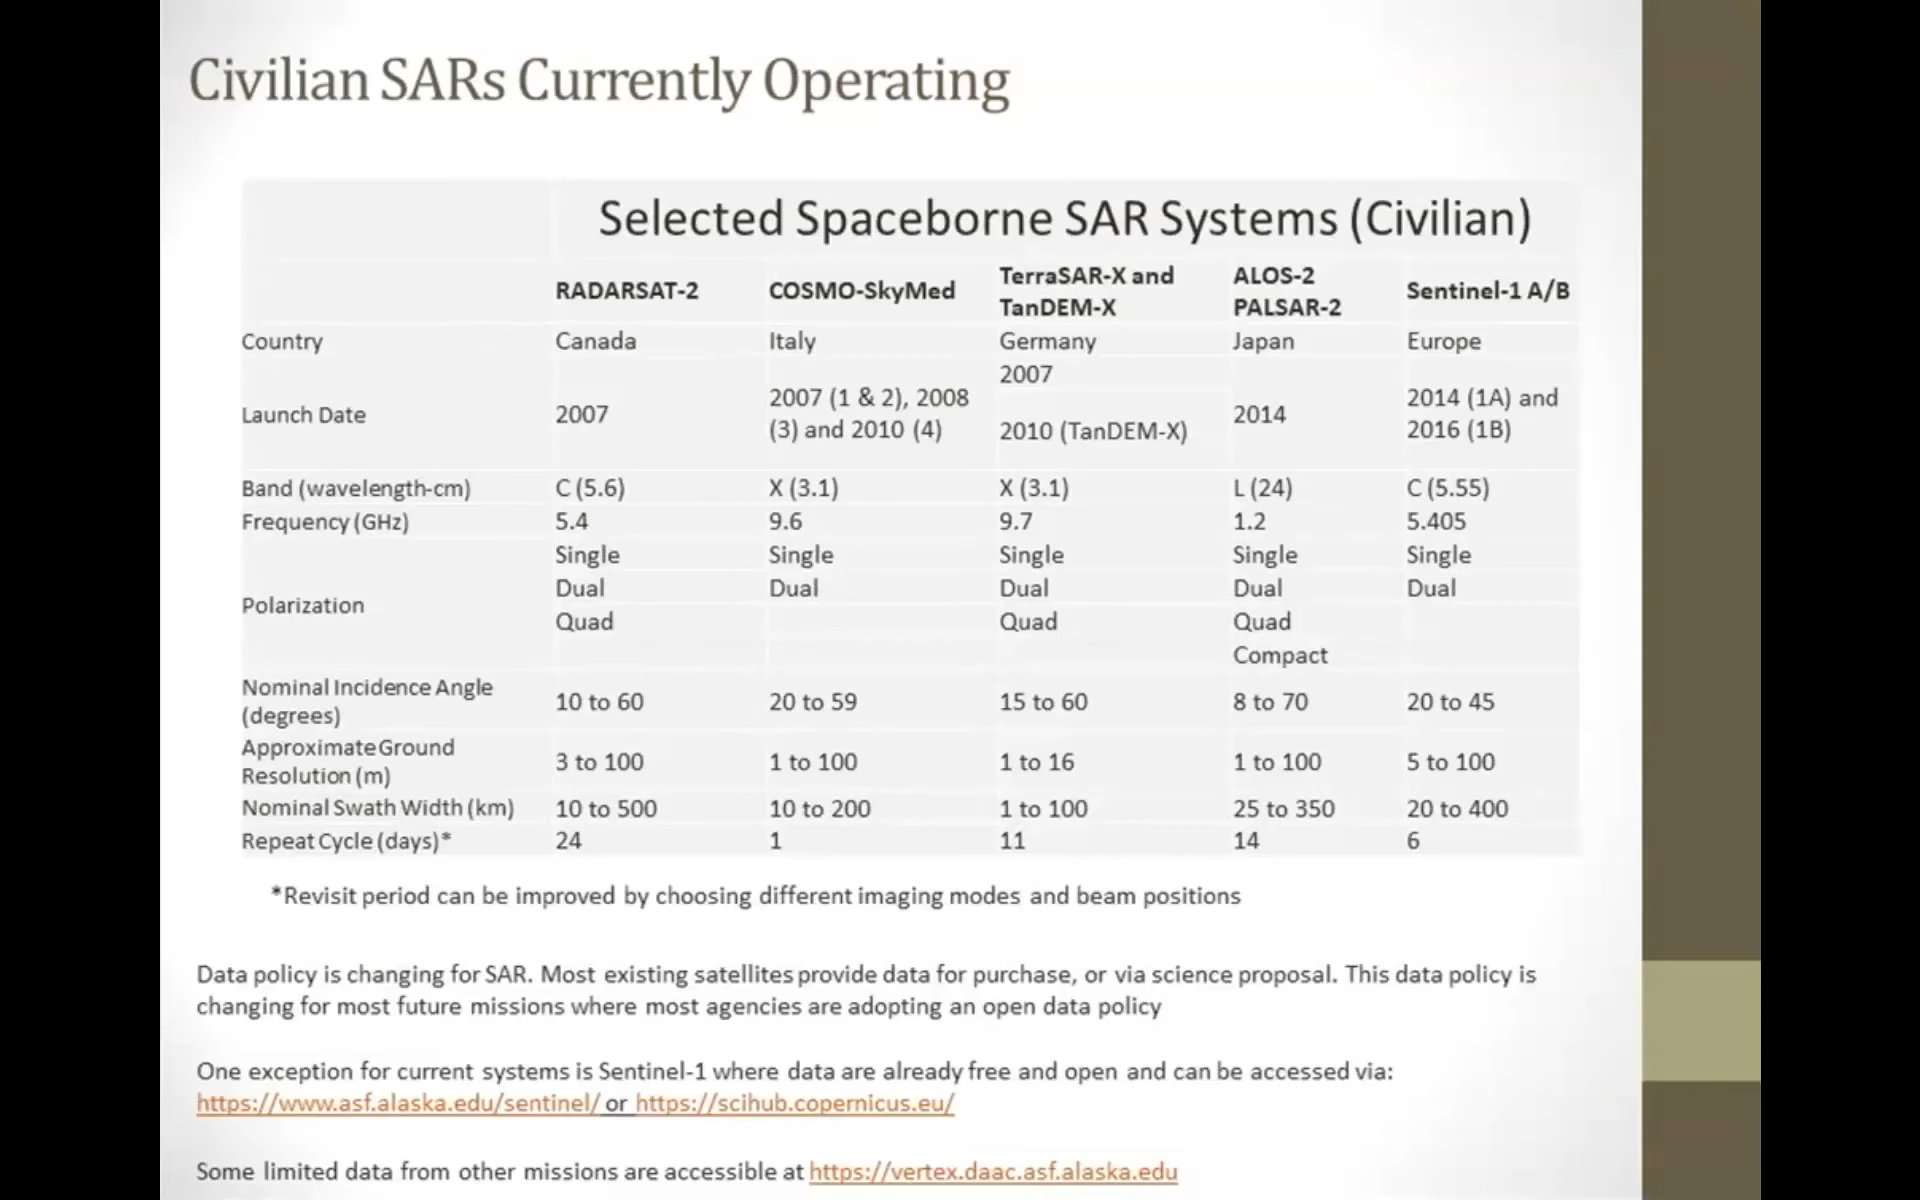 Civilian SARs Currently Operating
Selected Spaceborne SAR Systems (Civilian)
RADARSAT-2 COSMO-SkyMed TerraSAR-X and TanDEM-X ALOS-2 PALSAR-2 Sentinel-1 A/B
Country Canada Italy Germany Japan Europe
Launch Date 2007 2007 (1 & 2), 2008 (3) and 2010 (4) 2007 2010 (TanDEM-X) 2014 2014 (1A) and 2016 (1B)
Band (wavelength-cm) C (5.6) X (3.1) X (3.1) L (24) C (5.55)
Frequency (GHz) 5.4 9.6 9.7 1.2 5.405
Polarization
Single Single Single Single Single
Dual Dual Dual Dual Dual
Quad Quad Quad
Compact
Nominal Incidence Angle (degrees) 10 to 60 20 to 59 15 to 60 8 to 70 20 to 45
Approximate Ground Resolution (m) 3 to 100 1 to 100 1 to 16 1 to 100 5 to 100
Nominal Swath Width (km) 10 to 500 10 to 200 1 to 100 25 to 350 20 to 400
Repeat Cycle (days)* 24 1 11 14 6
*Revisit period can be improved by choosing different imaging modes and beam positions
Data policy is changing for SAR. Most existing satellites provide data for purchase, or via science proposal. This data policy is
changing for most future missions where most agencies are adopting an open data policy
One exception for current systems is Sentinel-1 where data are already free and open and can be accessed via:
https://www.asf.alaska.edu/sentinel/ or https://scihub.copernicus.eu/
Some limited data from other missions are accessible at https://vertex.daac.asf.alaska.edu